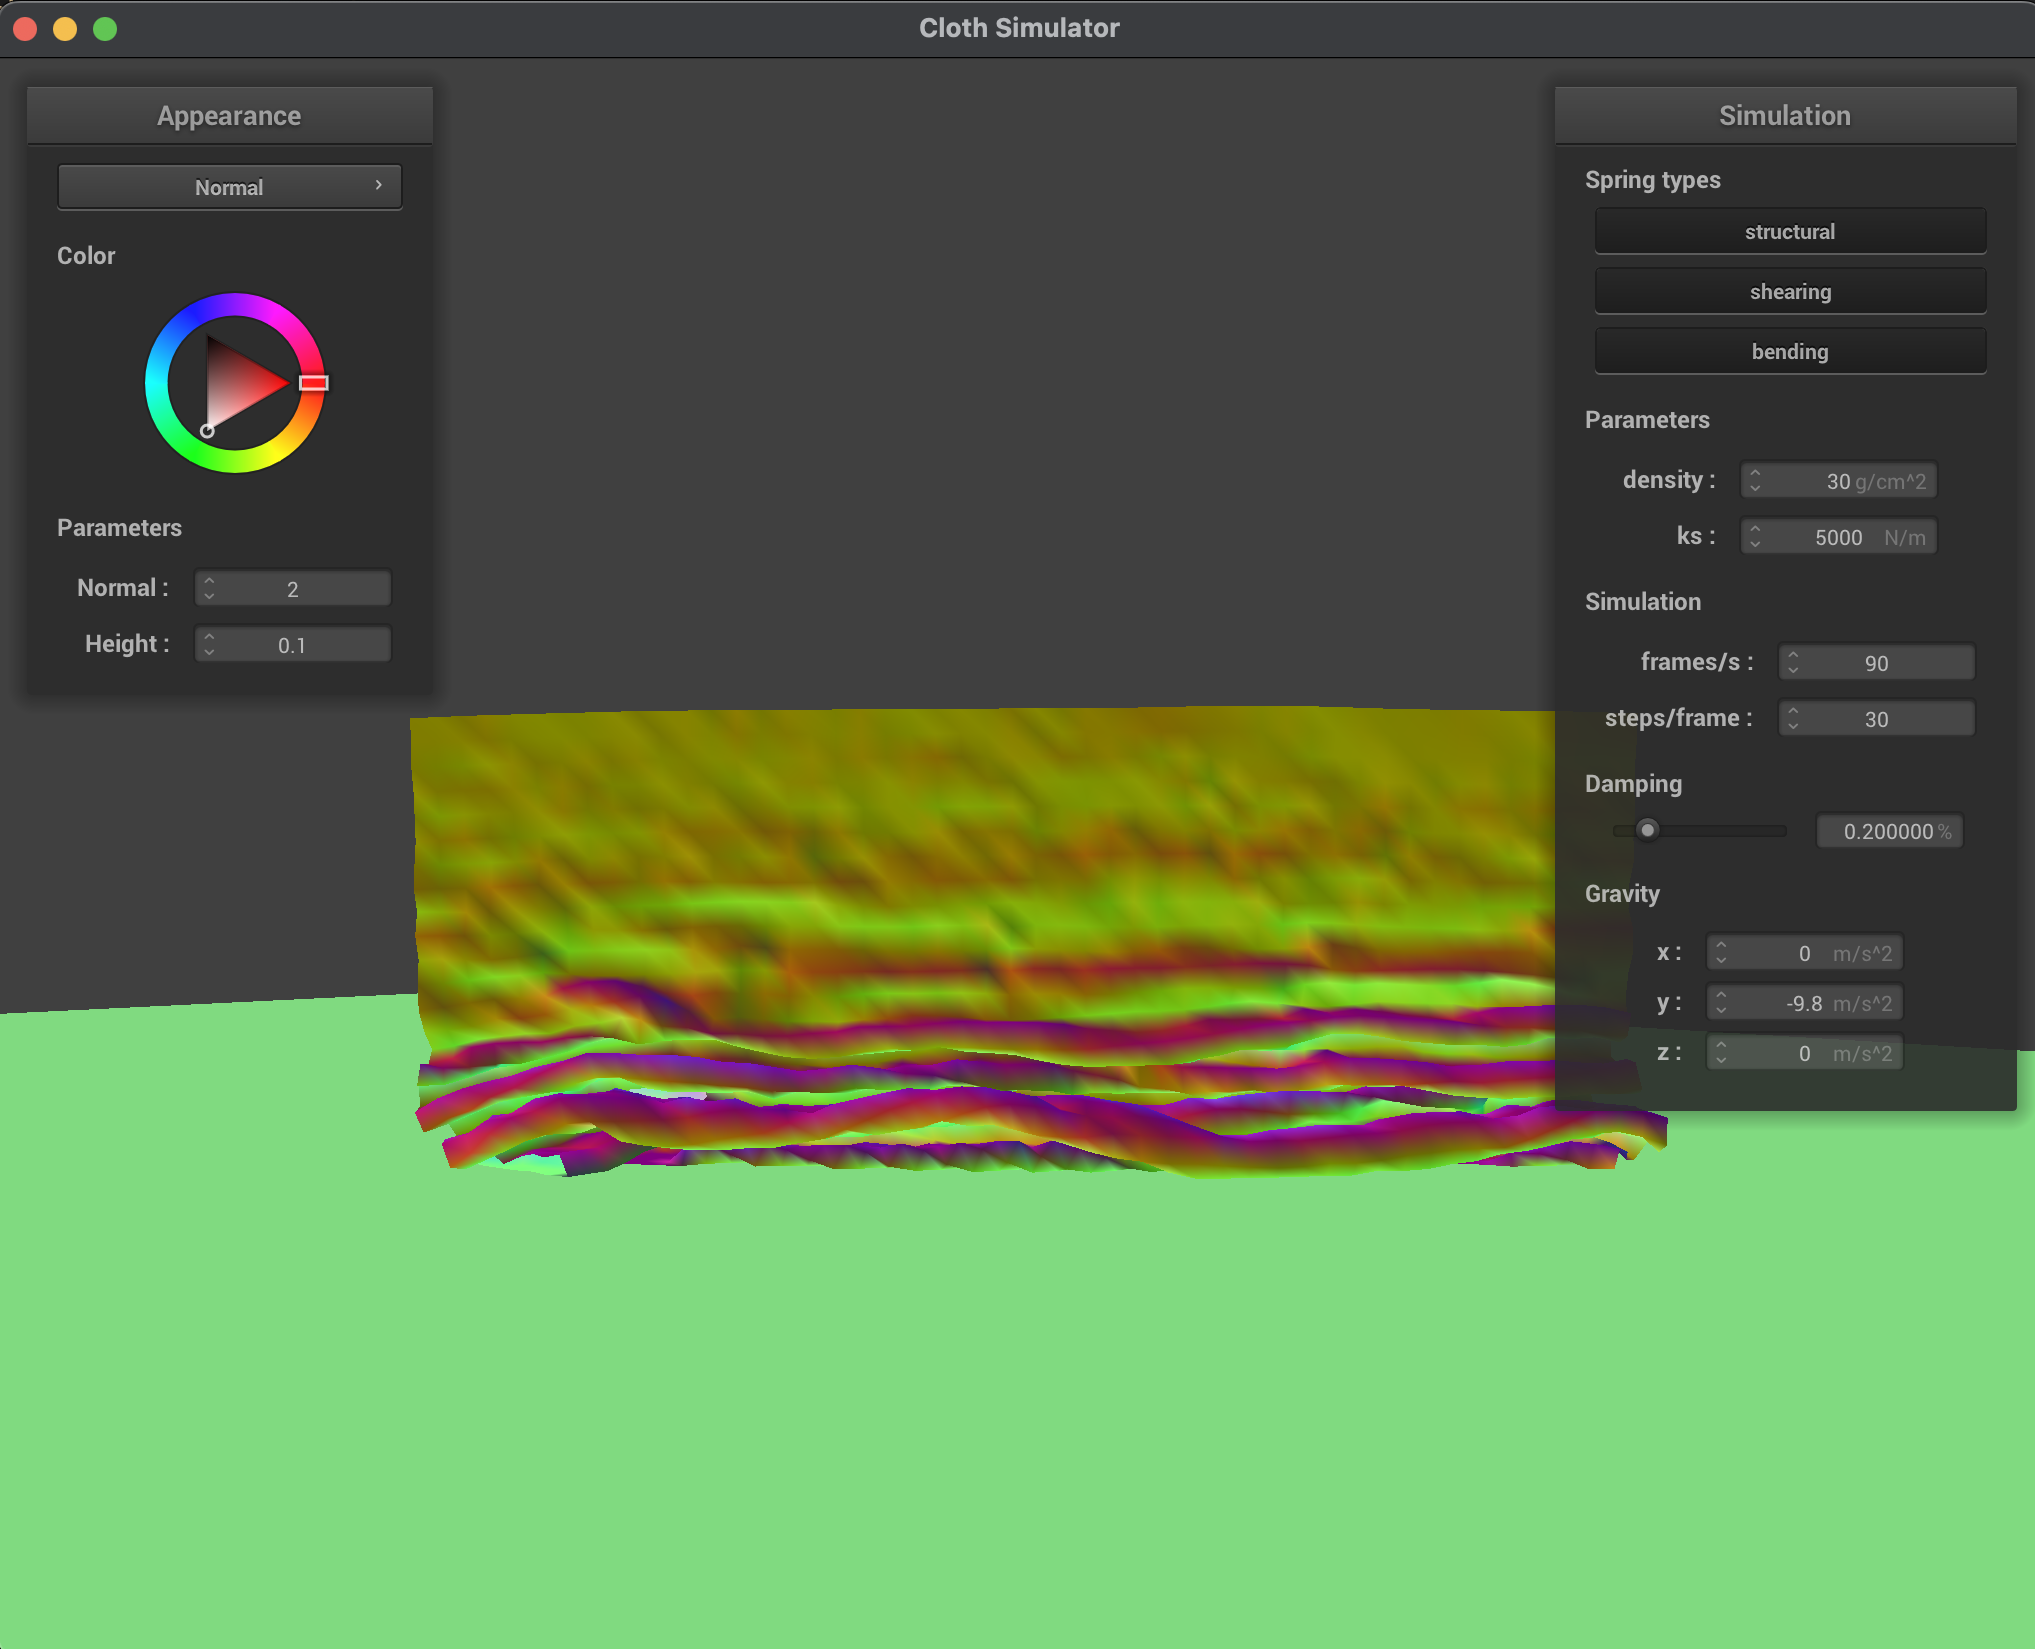 Cloth Simulator
Appearance
Normal
Color
Parameters
Normal : 2
Height : 0.1
Simulation
Spring types
structural
shearing
bending
Parameters
density : 30 g/cm^2
ks : 5000 N/m
Simulation
frames/s : 90
steps/frame : 30
Damping
0.200000 %
Gravity
x : 0 m/s^2
y : -9.8 m/s^2
z : 0 m/s^2